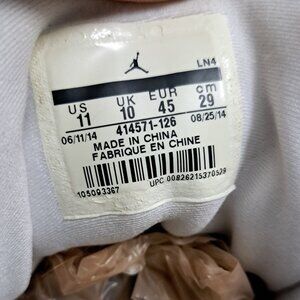 LN4
US UK EUR cm
11 10 45 29
06/11/14 08/25/14
414571-126
MADE IN CHINA
FABRIQUE EN CHINE
105093367
UPC 00826215370529